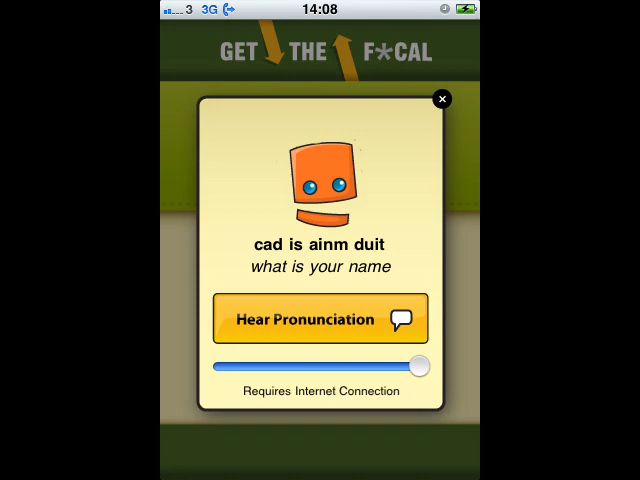 3 3G 14:08
GET THE F*CAL
cad is ainm duit
what is your name
Hear Pronunciation
Requires Internet Connection